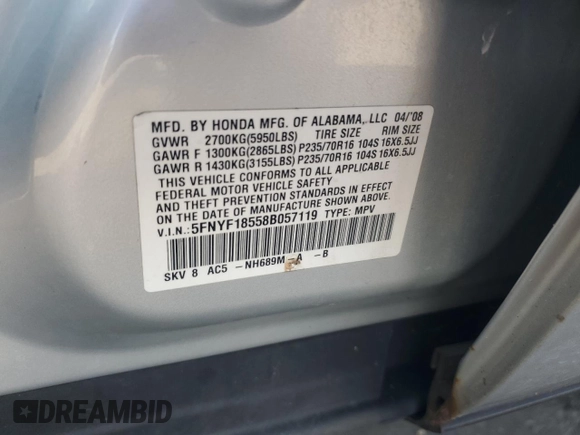 MFD. BY HONDA MFG. OF ALABAMA, LLC 04/'08
GVWR 2700KG(5950LBS) TIRE SIZE RIM SIZE
GAWR F 1300KG(2865LBS) P235/70R16 104S 16X6.5JJ
GAWR R 1430KG(3155LBS) P235/70R16 104S 16X6.5JJ
THIS VEHICLE CONFORMS TO ALL APPLICABLE
FEDERAL MOTOR VEHICLE SAFETY
AND THEFT PREVENTION STANDARDS IN EFFECT
ON THE DATE OF MANUFACTURE SHOWN ABOVE.
V.I.N.:5FNYF18558B057119 TYPE: MPV
SKV 8 AC5 -NH689M-A -B
DREAMBID